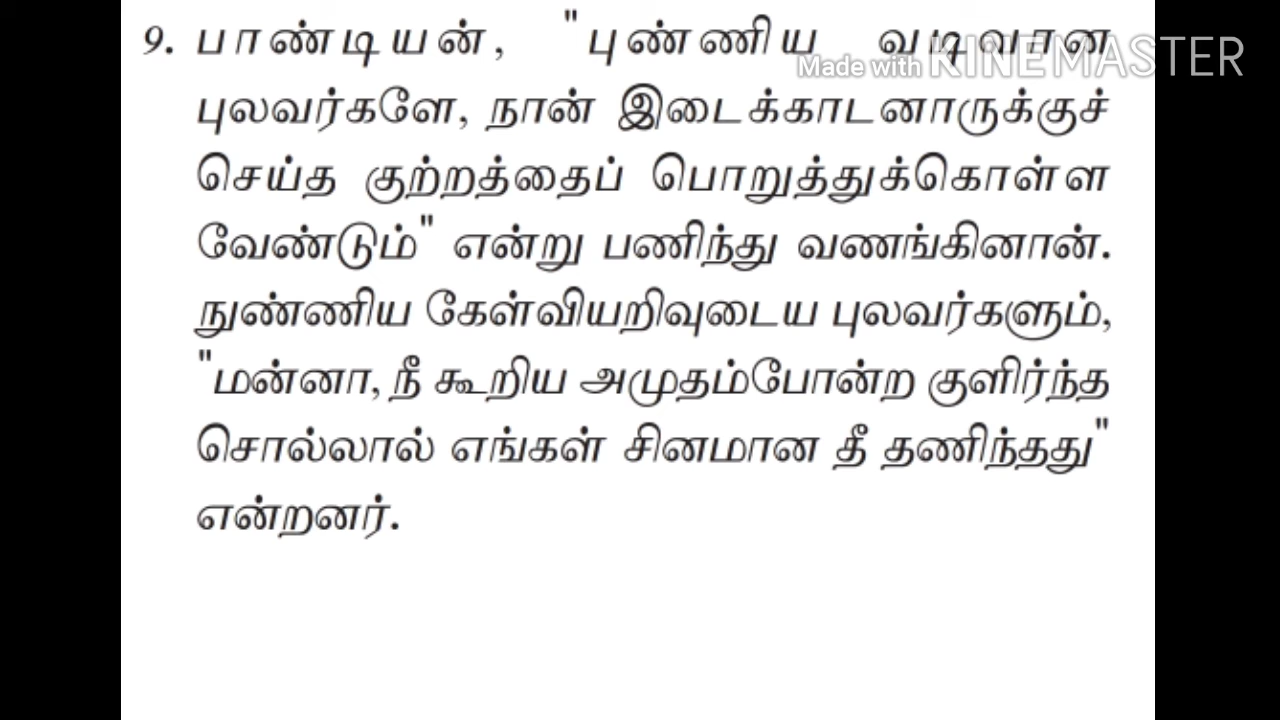 9. பாண்டியன், "புண்ணிய வடிவான
Made with KINEMASTER
புலவர்களே, நான் இடைக்காடனாருக்குச்
செய்த குற்றத்தைப் பொறுத்துக்கொள்ள
வேண்டும்" என்று பணிந்து வணங்கினான்.
நுண்ணிய கேள்வியறிவுடைய புலவர்களும்,
"மன்னா, நீ கூறிய அமுதம்போன்ற குளிர்ந்த
சொல்லால் எங்கள் சினமான தீ தணிந்தது"
என்றனர்.